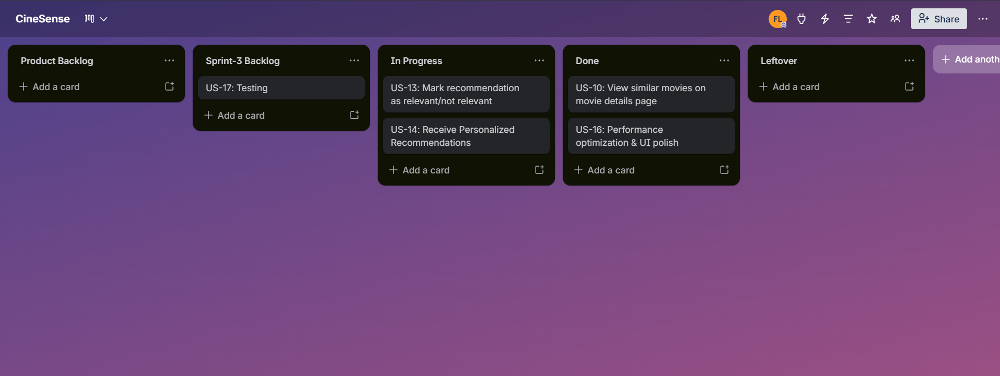 CineSense
FL
Share
Product Backlog
Add a card
Sprint-3 Backlog
US-17: Testing
Add a card
In Progress
US-13: Mark recommendation
as relevant/not relevant
US-14: Receive Personalized
Recommendations
Add a card
Done
US-10: View similar movies on
movie details page
US-16: Performance
optimization & UI polish
Add a card
Leftover
Add a card
Add anoth